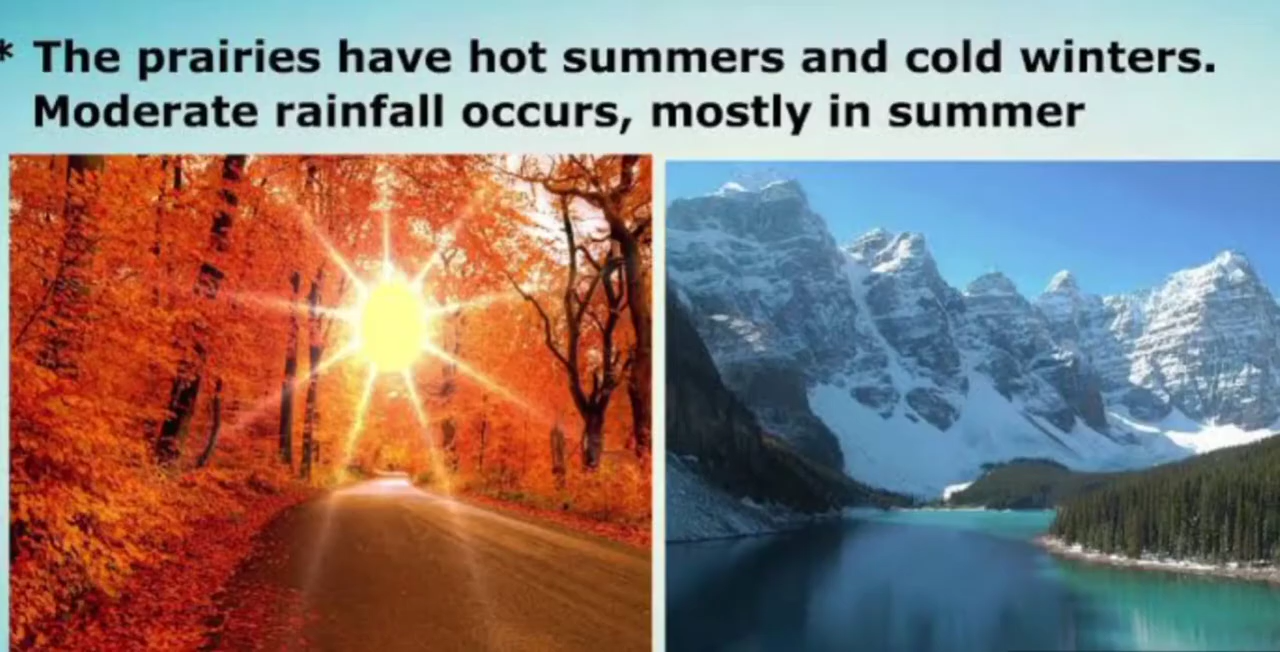 * The prairies have hot summers and cold winters.
Moderate rainfall occurs, mostly in summer